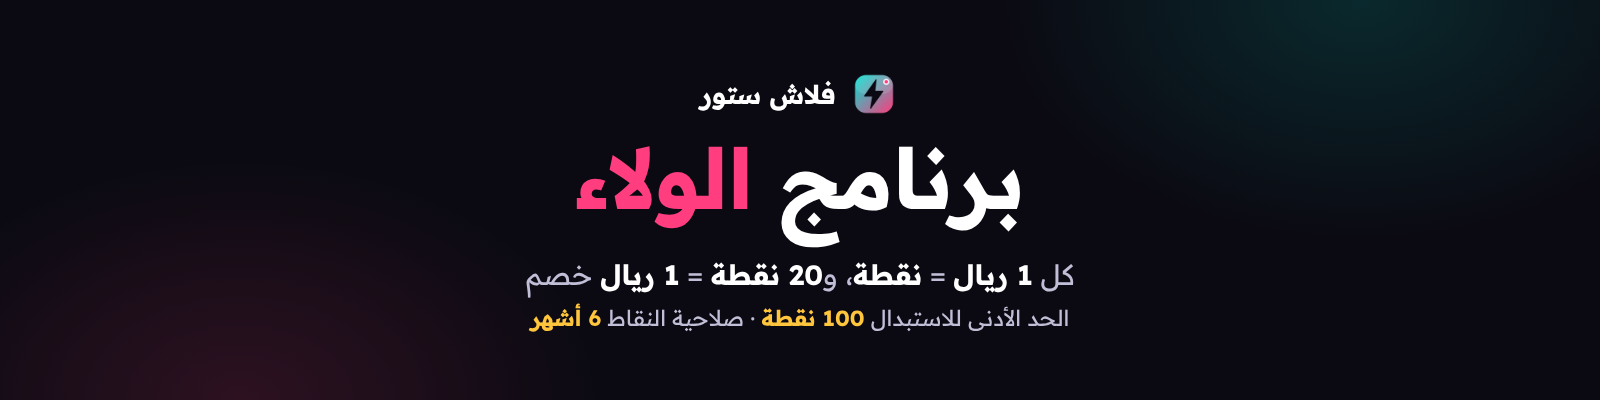 فلاش ستور
برنامج الولاء
كل 1 ريال = نقطة، و20 نقطة = 1 ريال خصم
الحد الأدنى للاستبدال 100 نقطة · صلاحية النقاط 6 أشهر